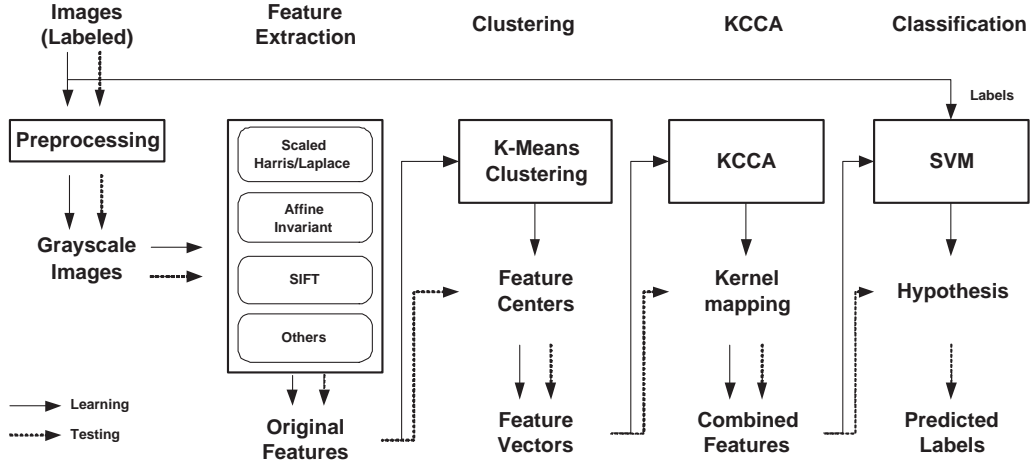 Images
(Labeled)
Feature
Extraction
Clustering
KCCA
Classification
Labels
Preprocessing
Scaled
Harris/Laplace
K-Means
Clustering
KCCA
SVM
Affine
Invariant
Grayscale
Images
SIFT
Feature
Centers
Kernel
mapping
Hypothesis
Others
Learning
Testing
Original
Features
Feature
Vectors
Combined
Features
Predicted
Labels